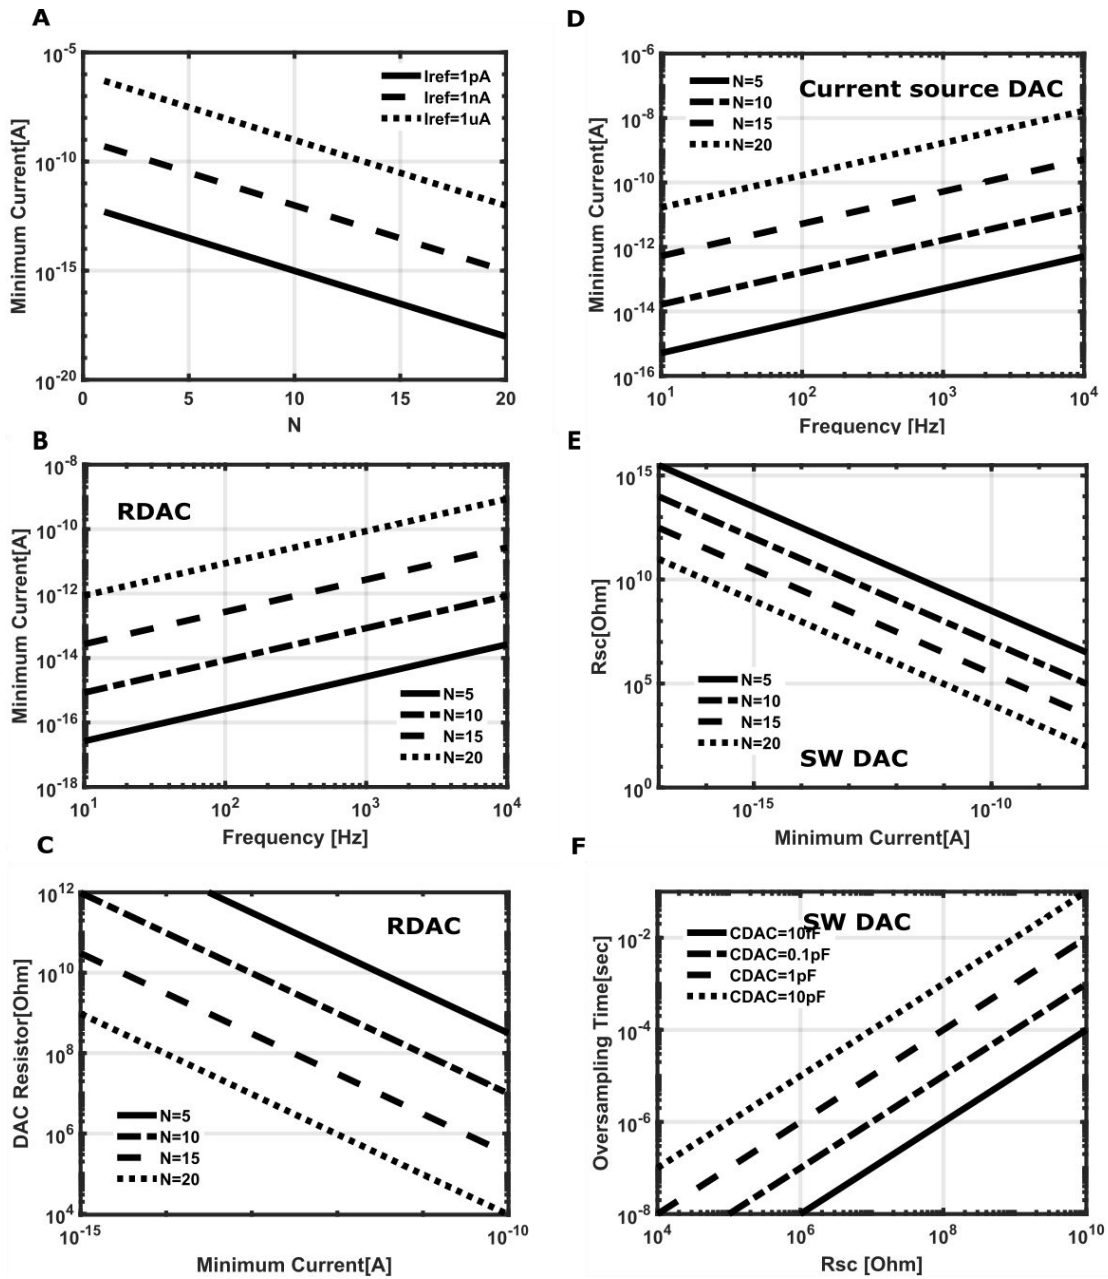 A
10^-5
10^-10
10^-15
10^-20
Minimum Current[A]
Iref=1pA
Iref=1nA
Iref=1uA
0 5 10 15 20
N
D
10^-6
10^-8
10^-10
10^-12
10^-14
10^-16
Minimum Current[A]
N=5
N=10
N=15
N=20
Current source DAC
10^1 10^2 10^3 10^4
Frequency [Hz]
B
10^-8
10^-10
10^-12
10^-14
10^-16
10^-18
Minimum Current[A]
RDAC
N=5
N=10
N=15
N=20
10^1 10^2 10^3 10^4
Frequency [Hz]
E
10^15
10^10
10^5
10^0
Rsc[Ohm]
N=5
N=10
N=15
N=20
SW DAC
10^-15 10^-10
Minimum Current[A]
C
10^12
10^10
10^8
10^6
10^4
DAC Resistor[Ohm]
RDAC
N=5
N=10
N=15
N=20
10^-15 10^-10
Minimum Current[A]
F
10^-2
10^-4
10^-6
10^-8
Oversampling Time[sec]
SW DAC
CDAC=10fF
CDAC=0.1pF
CDAC=1pF
CDAC=10pF
10^4 10^6 10^8 10^10
Rsc [Ohm]